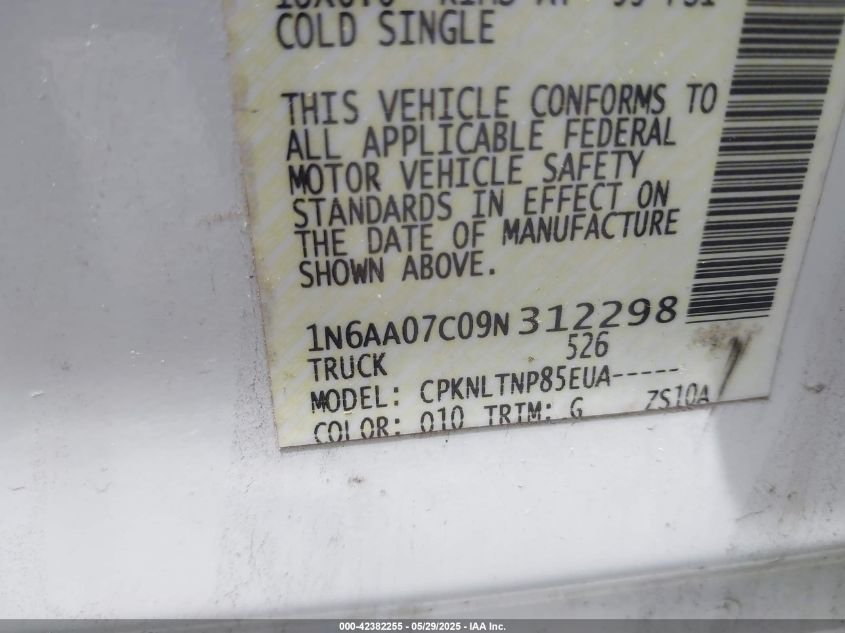 COLD SINGLE
THIS VEHICLE CONFORMS TO
ALL APPLICABLE FEDERAL
MOTOR VEHICLE SAFETY
STANDARDS IN EFFECT ON
THE DATE OF MANUFACTURE
SHOWN ABOVE.
1N6AA07C09N312298
TRUCK 526
MODEL: CPKNLTNP85EUA-----
COLOR: 010 TRIM: G ZS10A
000-42382255 - 05/29/2025 - IAA Inc.